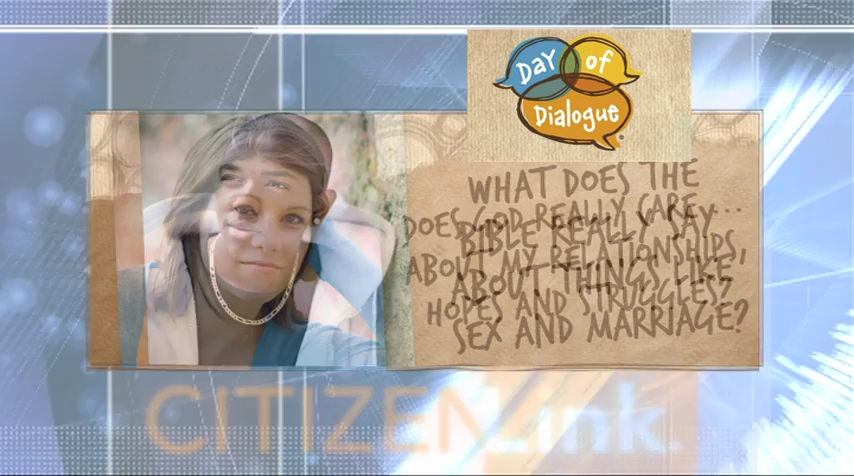 Day of
Dialogue
WHAT DOES THE
DOES GOD REALLY CARE...
BIBLE REALLY SAY
ABOUT MY RELATIONSHIPS,
ABOUT THINGS LIKE
HOPES AND STRUGGLES?
SEX AND MARRIAGE?
CITIZENLink.